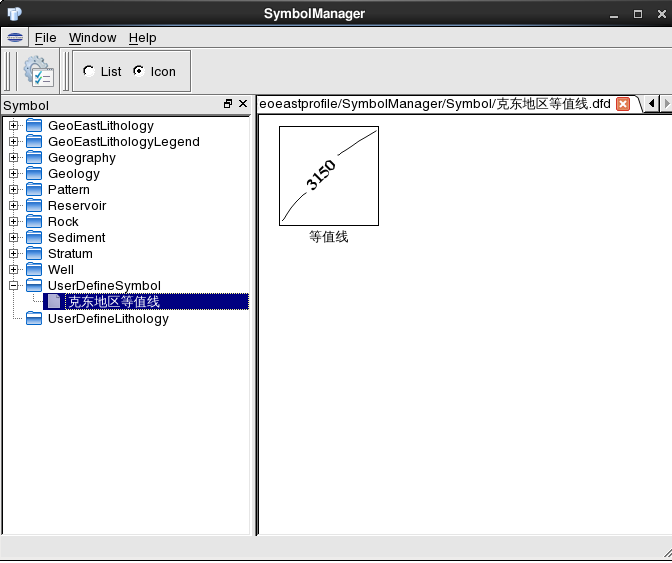 SymbolManager
File Window Help
List Icon
Symbol
eoeastprofile/SymbolManager/Symbol/克东地区等值线.dfd
GeoEastLithology
GeoEastLithologyLegend
Geography
Geology
Pattern
Reservoir
Rock
Sediment
Stratum
Well
UserDefineSymbol
克东地区等值线
UserDefineLithology
3150
等值线